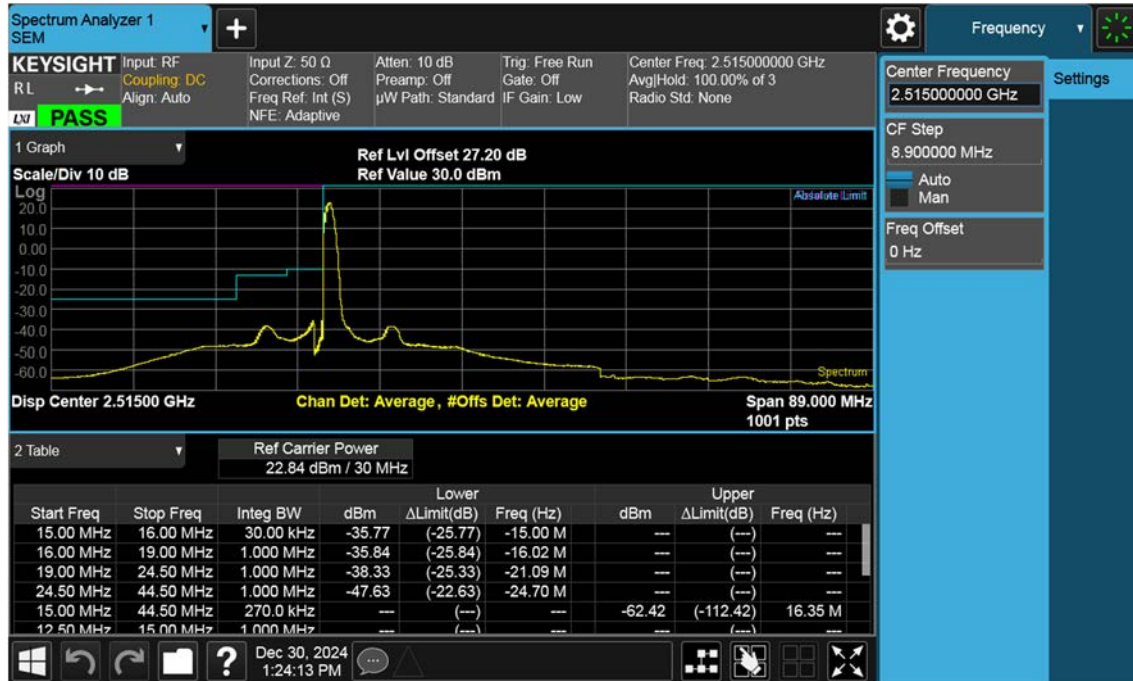 Spectrum Analyzer 1
SEM
Frequency
KEYSIGHT
R L
LXI
PASS
Input: RF
Coupling: DC
Align: Auto
Input Z: 50 Ω
Corrections: Off
Freq Ref: Int (S)
NFE: Adaptive
Atten: 10 dB
Preamp: Off
µW Path: Standard
Trig: Free Run
Gate: Off
IF Gain: Low
Center Freq: 2.515000000 GHz
Avg|Hold: 100.00% of 3
Radio Std: None
Center Frequency
2.515000000 GHz
Settings
CF Step
8.900000 MHz
Auto
Man
Freq Offset
0 Hz
1 Graph
Scale/Div 10 dB
Ref Lvl Offset 27.20 dB
Ref Value 30.0 dBm
Log
20.0
10.0
0.00
-10.0
-20.0
-30.0
-40.0
-50.0
-60.0
Limit
Spectrum
Disp Center 2.51500 GHz
Chan Det: Average, #Offs Det: Average
Span 89.000 MHz
1001 pts
2 Table
Ref Carrier Power
22.84 dBm / 30 MHz
Lower Upper
Start Freq Stop Freq Integ BW dBm ΔLimit(dB) Freq (Hz) dBm ΔLimit(dB) Freq (Hz)
15.00 MHz 16.00 MHz 30.00 kHz -35.77 (-25.77) -15.00 M --- (---) ---
16.00 MHz 19.00 MHz 1.000 MHz -35.84 (-25.84) -16.02 M --- (---) ---
19.00 MHz 24.50 MHz 1.000 MHz -38.33 (-25.33) -21.09 M --- (---) ---
24.50 MHz 44.50 MHz 1.000 MHz -47.63 (-22.63) -24.70 M --- (---) ---
15.00 MHz 44.50 MHz 270.0 kHz --- (---) --- -62.42 (-112.42) 16.35 M
12.50 MHz 15.00 MHz 1.000 MHz --- (---) --- --- (---) ---
Dec 30, 2024
1:24:13 PM